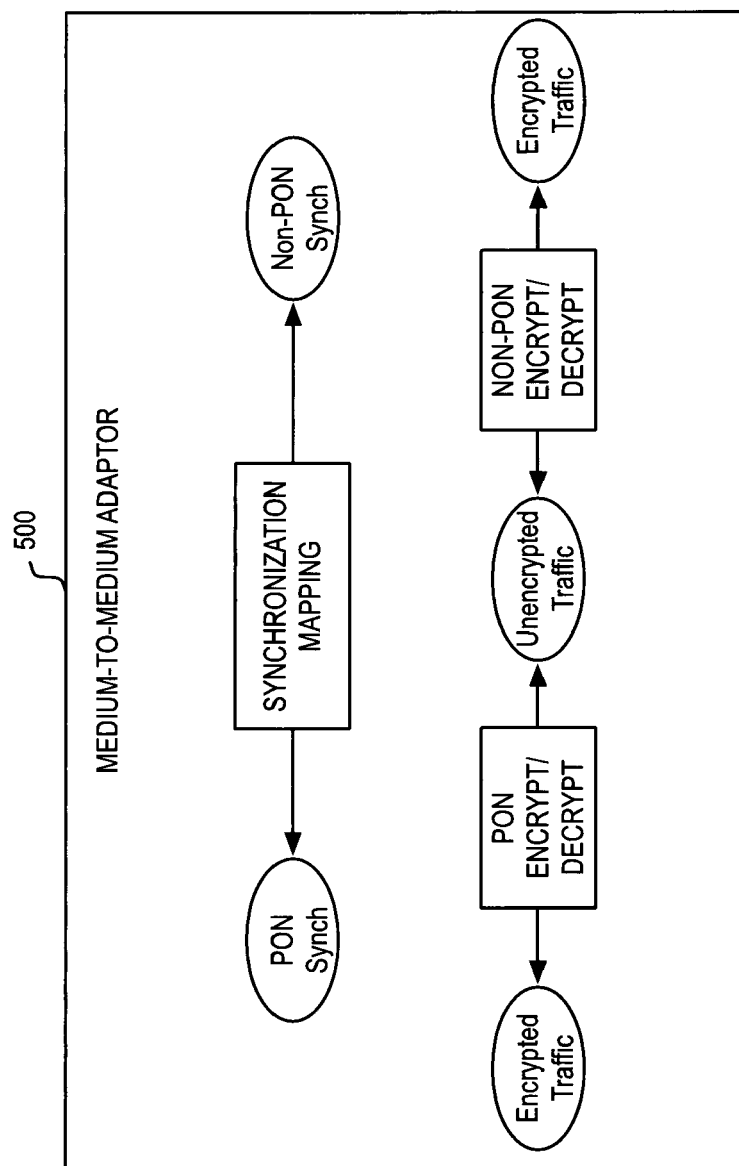 500
MEDIUM-TO-MEDIUM ADAPTOR
PON
Synch
SYNCHRONIZATION
MAPPING
Non-PON
Synch
Encrypted
Traffic
PON
ENCRYPT/
DECRYPT
Unencrypted
Traffic
NON-PON
ENCRYPT/
DECRYPT
Encrypted
Traffic